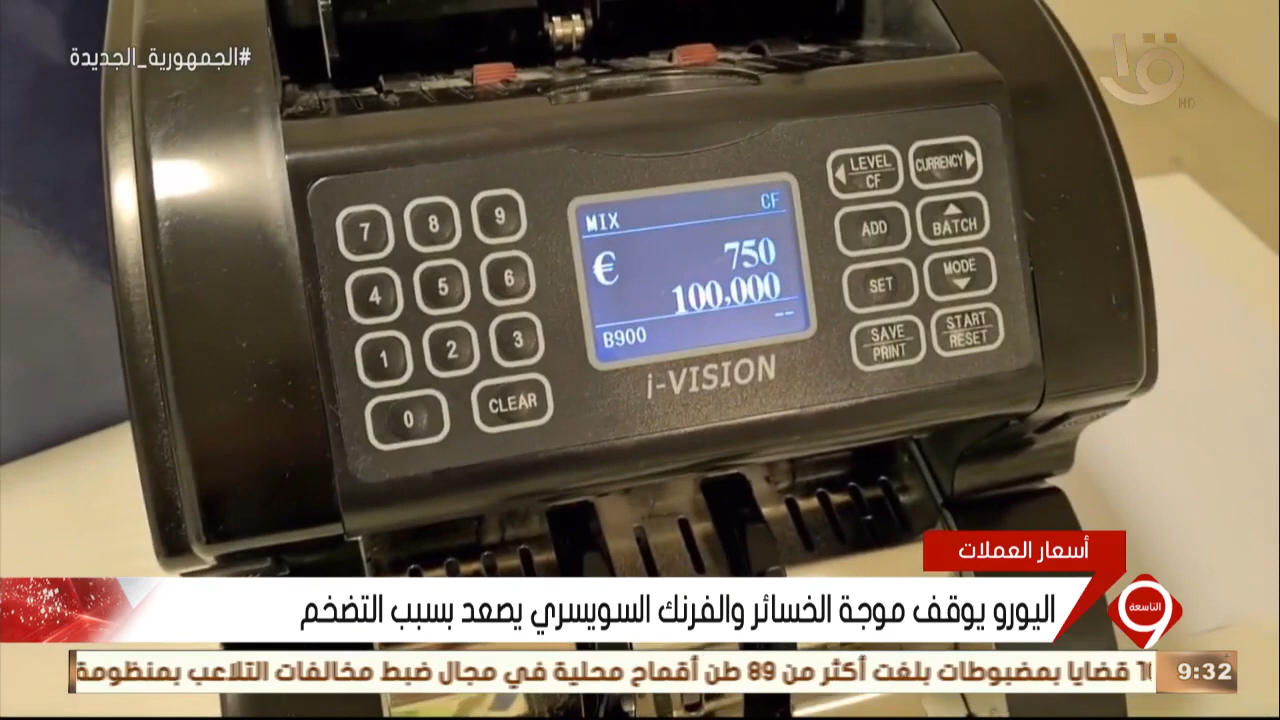 #الجمهورية_الجديدة
HD
7
8
9
4
5
6
1
2
3
0
CLEAR
MIX
CF
€
750
100,000
B900
--
i-VISION
LEVEL
CF
CURRENCY
ADD
BATCH
SET
MODE
SAVE
PRINT
START
RESET
أسعار العملات
التاسعة
9
اليورو يوقف موجة الخسائر والفرنك السويسري يصعد بسبب التضخم
قضايا بمضبوطات بلغت أكثر من 89 طن أقماح محلية في مجال ضبط مخالفات التلاعب بمنظومة
9:32